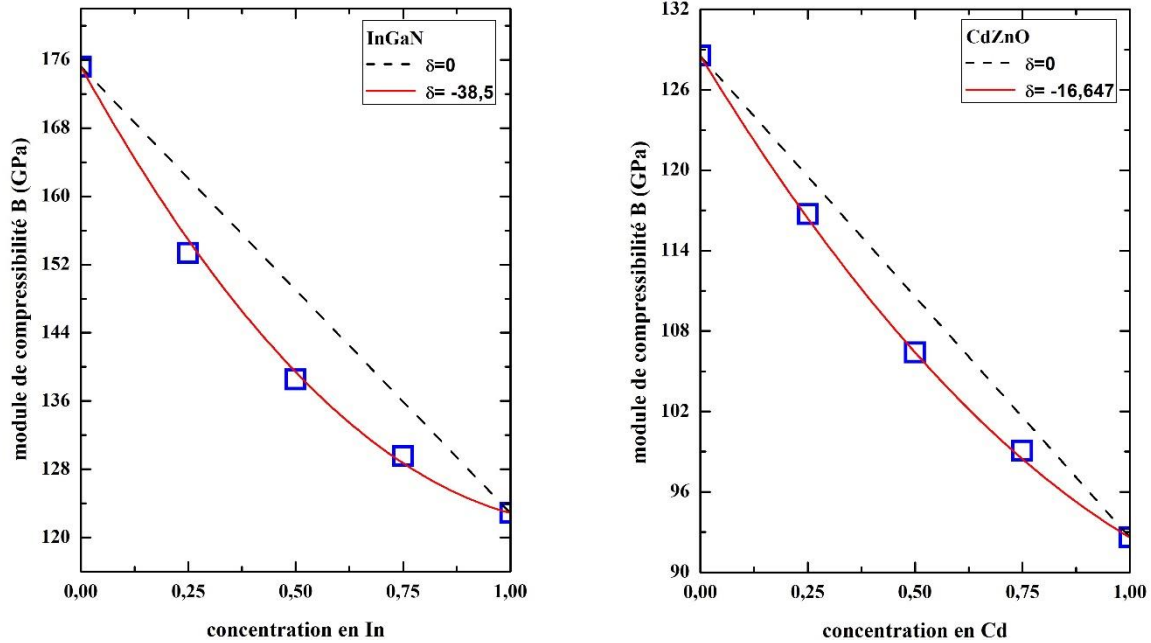 InGaN
δ=0
δ= -38,5
176
168
160
152
144
136
128
120
module de compressibilité B (GPa)
0,00 0,25 0,50 0,75 1,00
concentration en In
CdZnO
δ=0
δ= -16,647
132
126
120
114
108
102
96
90
module de compressibilité B (GPa)
0,00 0,25 0,50 0,75 1,00
concentration en Cd